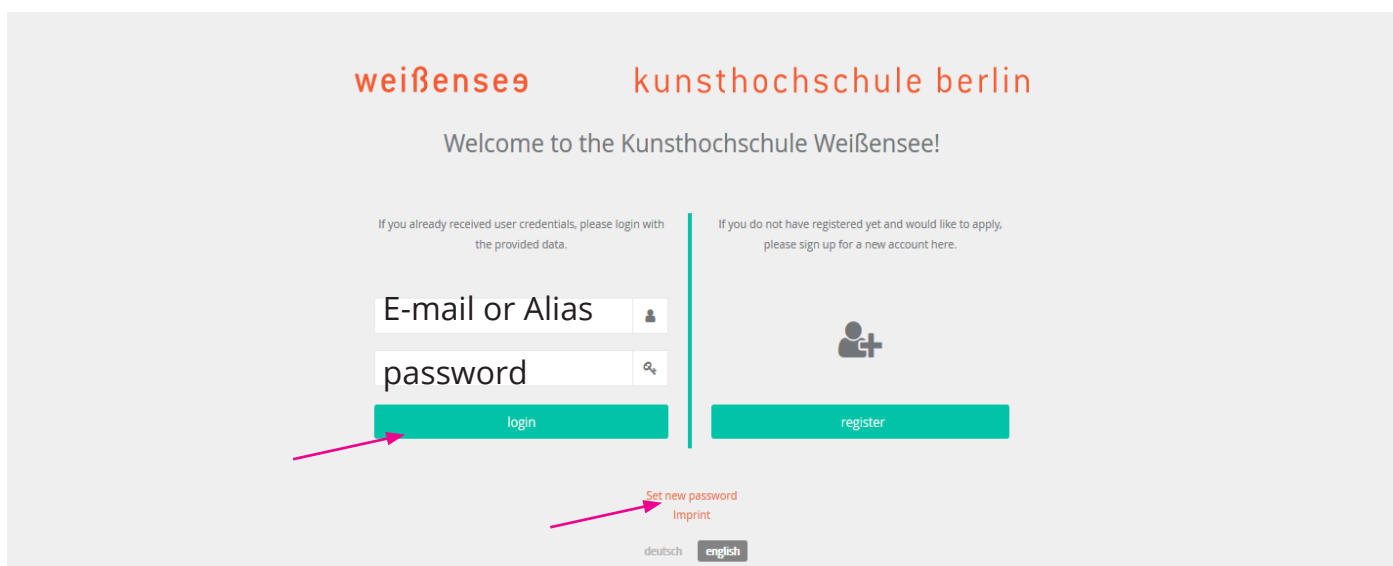 weißensee kunsthochschule berlin
Welcome to the Kunsthochschule Weißensee!
If you already received user credentials, please login with
the provided data.
E-mail or Alias
password
login
If you do not have registered yet and would like to apply,
please sign up for a new account here.
register
Set new password
Imprint
deutsch english